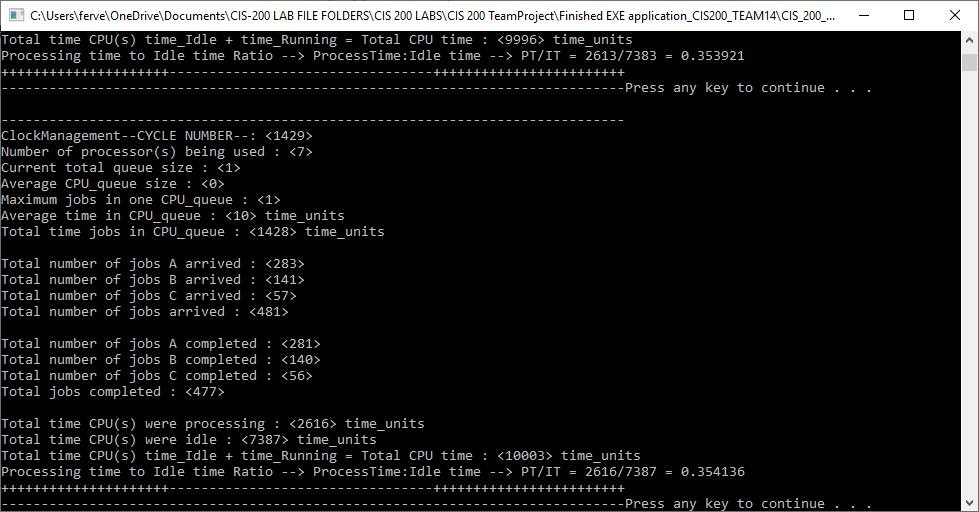 C:\Users\ferve\OneDrive\Documents\CIS-200 LAB FILE FOLDERS\CIS 200 LABS\CIS 200 TeamProject\Finished EXE application_CIS200_TEAM14\CIS_200_...
Total time CPU(s) time_Idle + time_Running = Total CPU time : <9996> time_units
Processing time to Idle time Ratio --> ProcessTime:Idle time --> PT/IT = 2613/7383 = 0.353921
+++++++++++++++++++++---------------------------------++++++++++++++++++++++++
------------------------------------------------------------------------------Press any key to continue . . .
------------------------------------------------------------------------------
ClockManagement--CYCLE NUMBER--: <1429>
Number of processor(s) being used : <7>
Current total queue size : <1>
Average CPU_queue size : <0>
Maximum jobs in one CPU_queue : <1>
Average time in CPU_queue : <10> time_units
Total time jobs in CPU_queue : <1428> time_units
Total number of jobs A arrived : <283>
Total number of jobs B arrived : <141>
Total number of jobs C arrived : <57>
Total number of jobs arrived : <481>
Total number of jobs A completed : <281>
Total number of jobs B completed : <140>
Total number of jobs C completed : <56>
Total jobs completed : <477>
Total time CPU(s) were processing : <2616> time_units
Total time CPU(s) were idle : <7387> time_units
Total time CPU(s) time_Idle + time_Running = Total CPU time : <10003> time_units
Processing time to Idle time Ratio --> ProcessTime:Idle time --> PT/IT = 2616/7387 = 0.354136
+++++++++++++++++++++---------------------------------++++++++++++++++++++++++
------------------------------------------------------------------------------Press any key to continue . . .